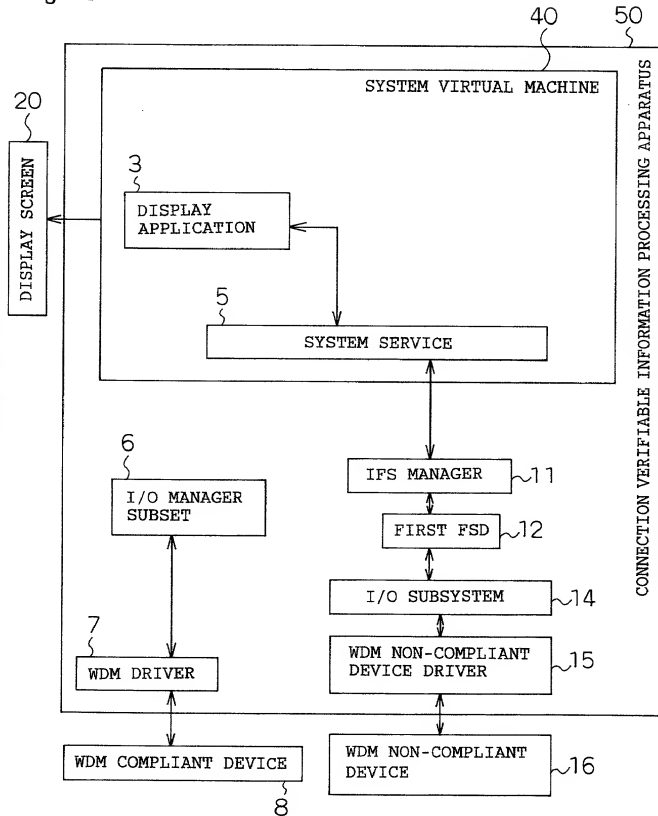 50
40
SYSTEM VIRTUAL MACHINE
CONNECTION VERIFIABLE INFORMATION PROCESSING APPARATUS
20
DISPLAY SCREEN
3
DISPLAY
APPLICATION
5
SYSTEM SERVICE
6
I/O MANAGER
SUBSET
IFS MANAGER
11
FIRST FSD
12
I/O SUBSYSTEM
14
7
WDM DRIVER
WDM NON-COMPLIANT
DEVICE DRIVER
15
WDM COMPLIANT DEVICE
8
WDM NON-COMPLIANT
DEVICE
16